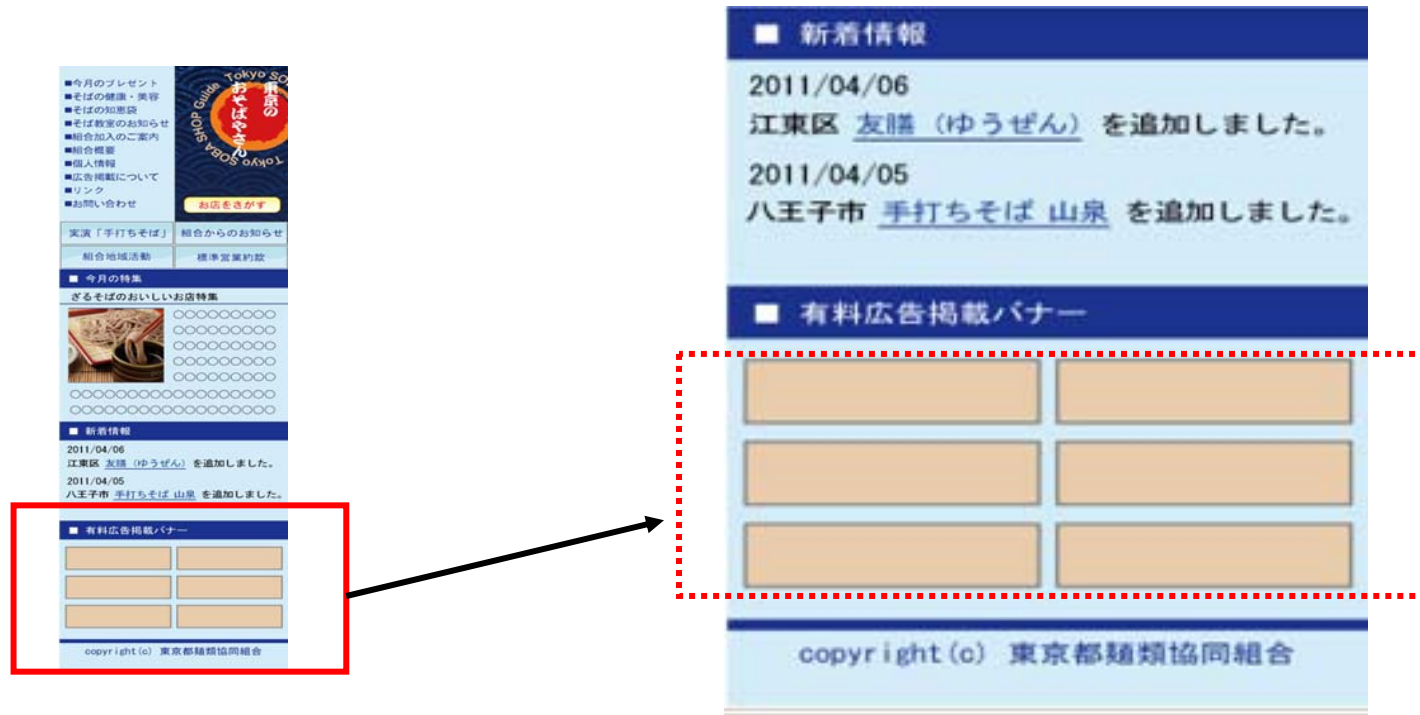 ■今月のプレゼント
■そばの健康・美容
■そばの知恵袋
■そば教室のお知らせ
■組合加入のご案内
■組合概要
■個人情報
■広告掲載について
■リンク
■お問い合わせ
Tokyo SOBA SHOP Guide
東京の
おそばやさん
お店をさがす
実演「手打ちそば」 組合からのお知らせ
組合地域活動 標準営業約款
■ 今月の特集
ざるそばのおいしいお店特集
○○○○○○○○○
○○○○○○○○○
○○○○○○○○○
○○○○○○○○○
○○○○○○○○○
○○○○○○○○○○○○○○○○○○
○○○○○○○○○○○○○○○○○○
■ 新着情報
2011/04/06
江東区 友膳（ゆうぜん） を追加しました。
2011/04/05
八王子市 手打ちそば 山泉 を追加しました。
■ 有料広告掲載バナー
copyright(c) 東京都麺類協同組合
■ 新着情報
2011/04/06
江東区 友膳（ゆうぜん） を追加しました。
2011/04/05
八王子市 手打ちそば 山泉 を追加しました。
■ 有料広告掲載バナー
copyright(c) 東京都麺類協同組合